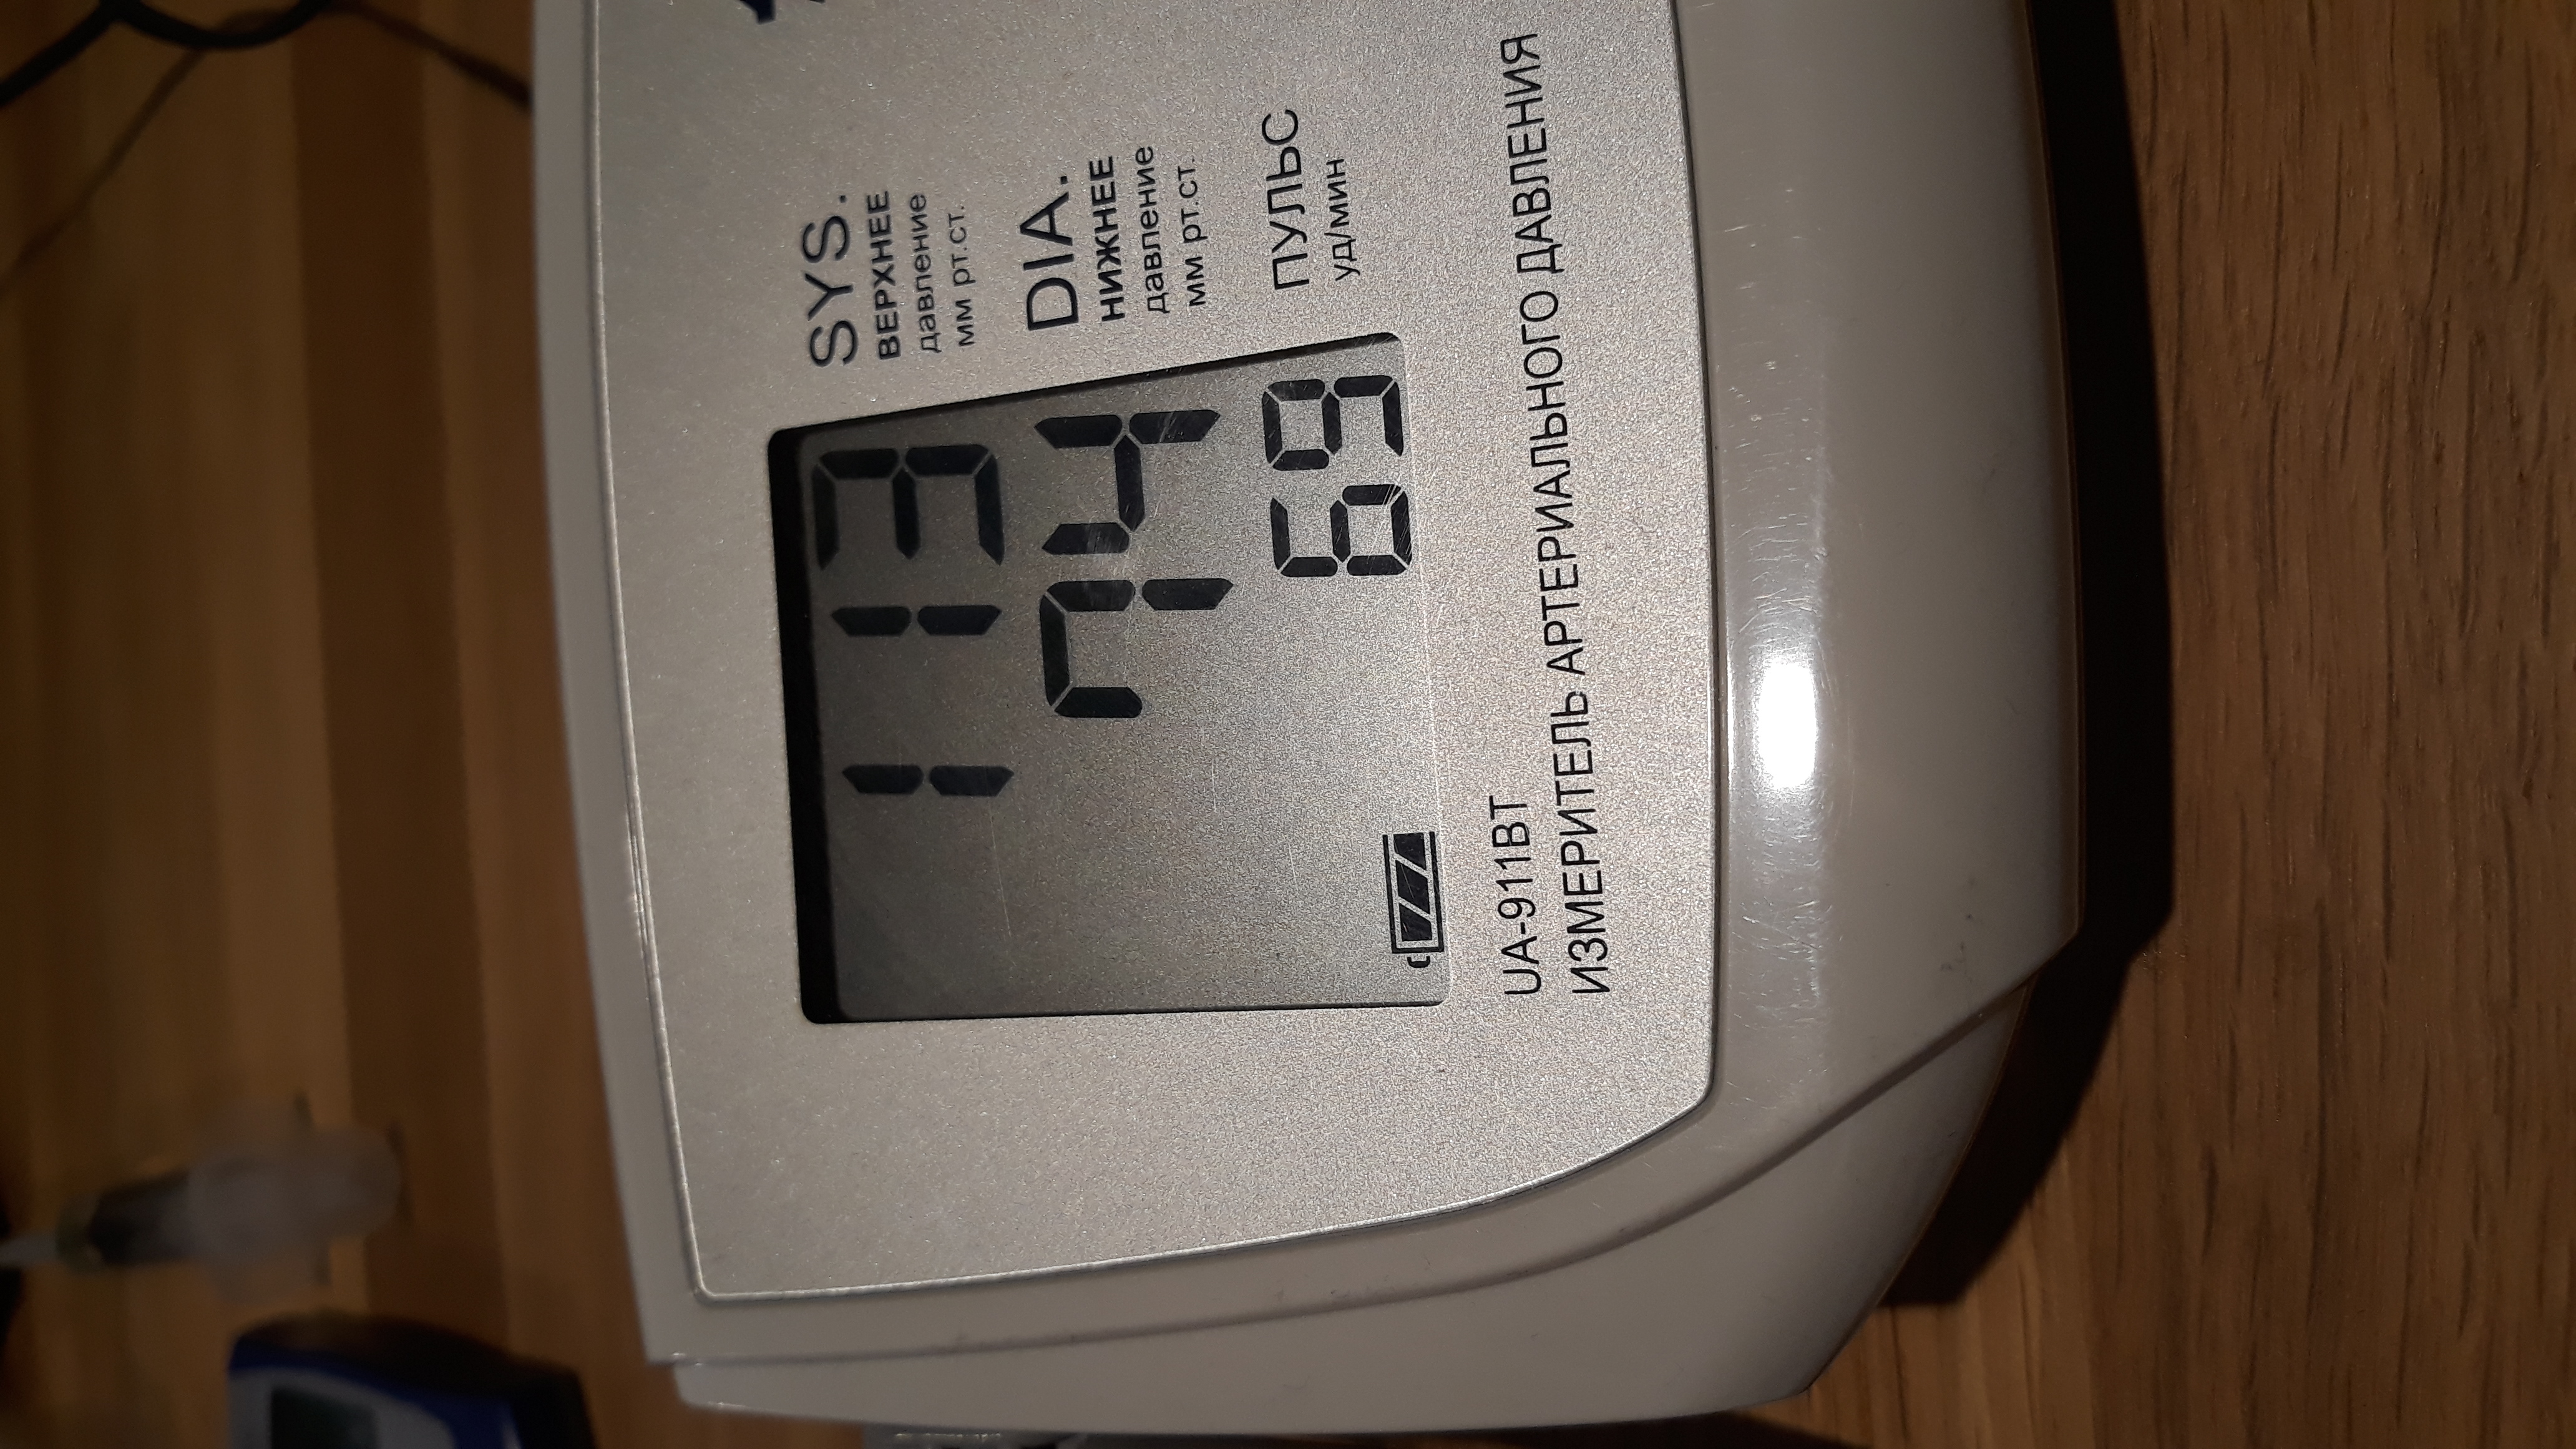 113
SYS.
ВЕРХНЕЕ
давление
мм рт.ст.
74
DIA.
НИЖНЕЕ
давление
мм рт.ст.
69
ПУЛЬС
уд/мин
UA-911BT
ИЗМЕРИТЕЛЬ АРТЕРИАЛЬНОГО ДАВЛЕНИЯ